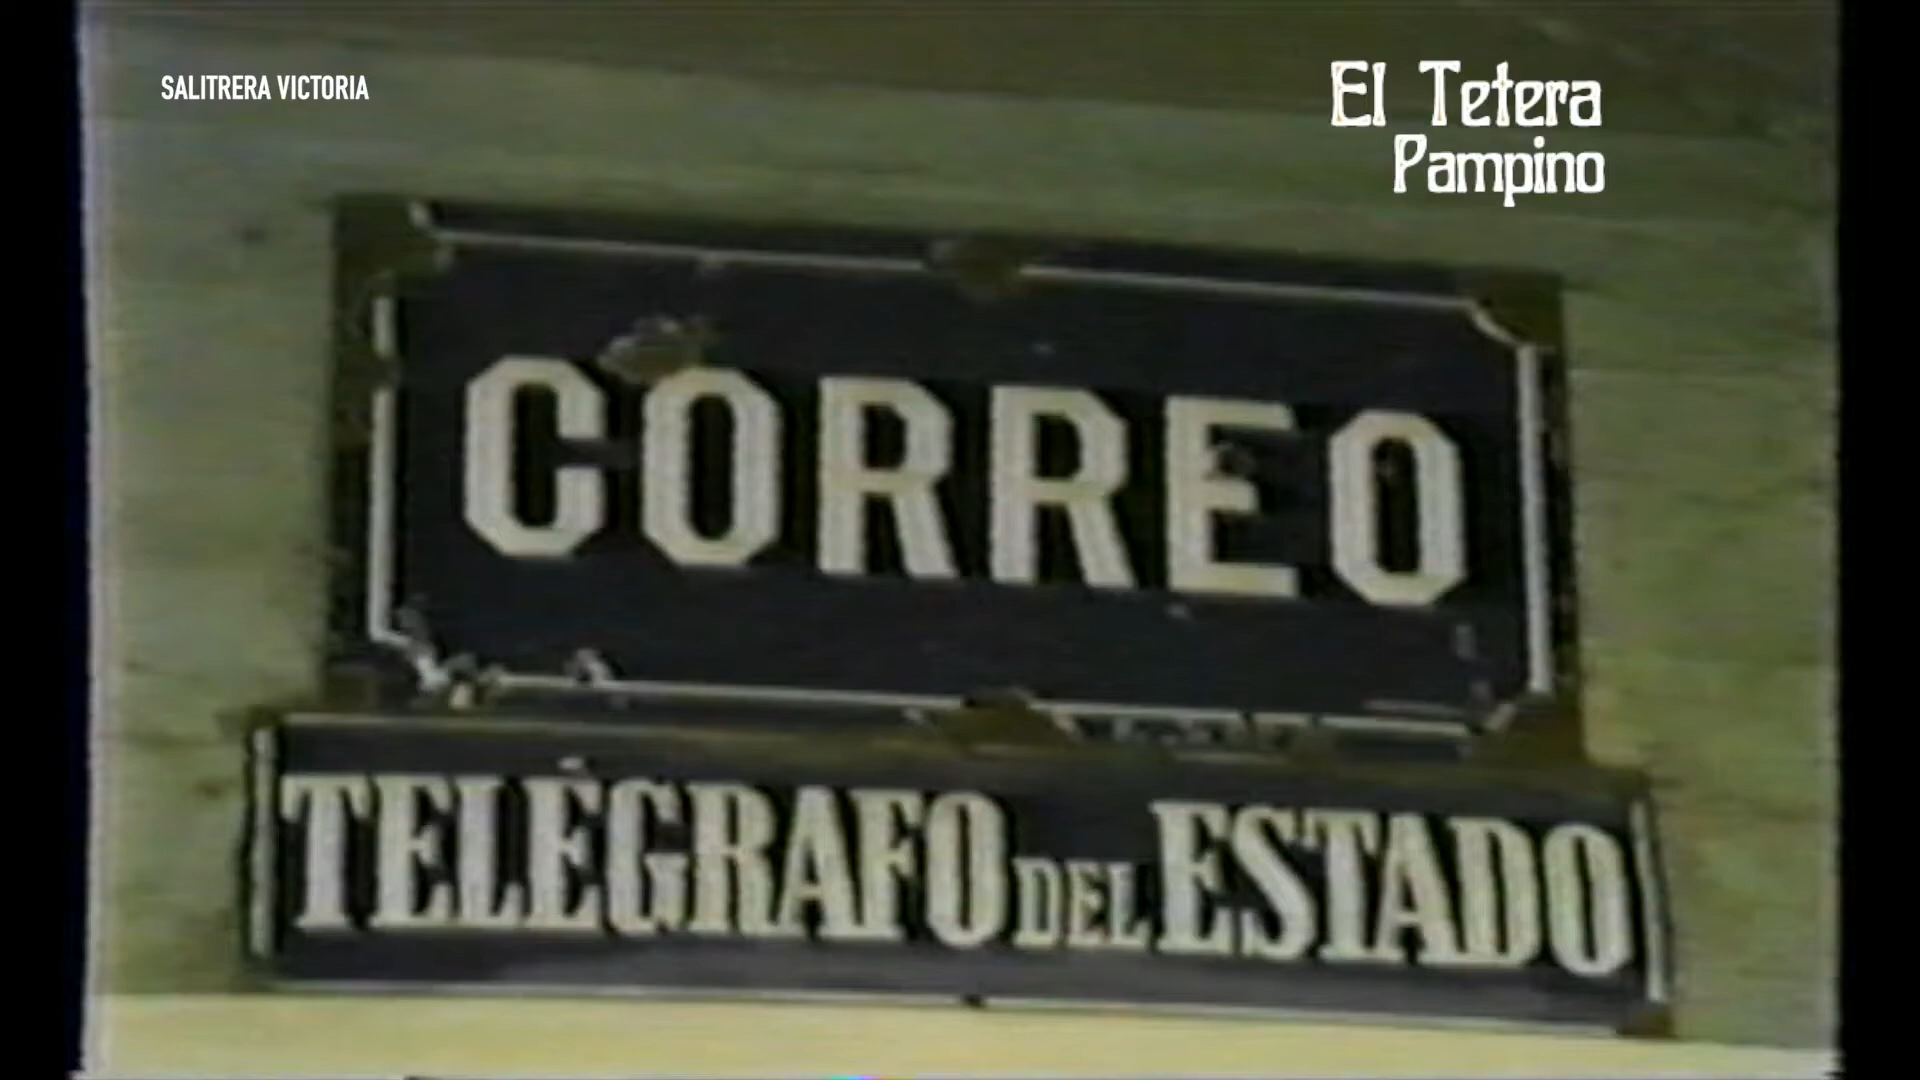 SALITRERA VICTORIA
El Tetera
Pampino
CORREO
TELÉGRAFO DEL ESTADO